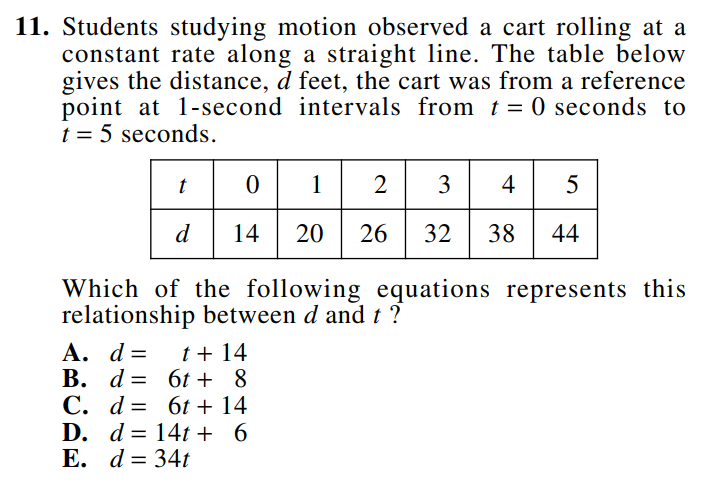 11. Students studying motion observed a cart rolling at a
constant rate along a straight line. The table below
gives the distance, d feet, the cart was from a reference
point at 1-second intervals from t = 0 seconds to
t = 5 seconds.
t 0 1 2 3 4 5
d 14 20 26 32 38 44
Which of the following equations represents this
relationship between d and t ?
A. d = t + 14
B. d = 6t + 8
C. d = 6t + 14
D. d = 14t + 6
E. d = 34t